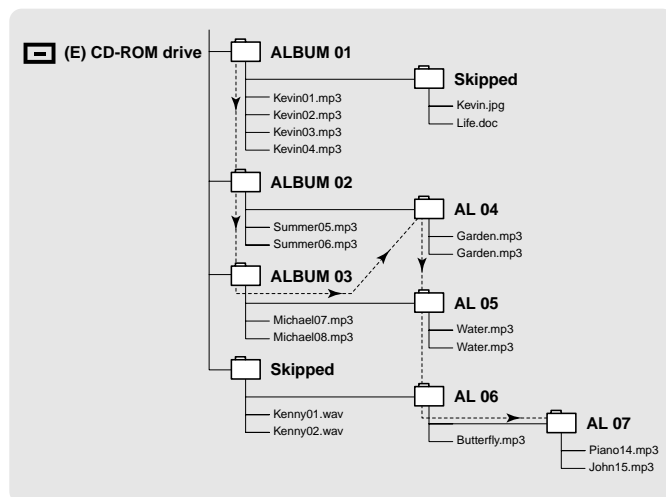 (E) CD-ROM drive
ALBUM 01
Skipped
Kevin01.mp3
Kevin02.mp3
Kevin03.mp3
Kevin04.mp3
Kevin.jpg
Life.doc
ALBUM 02
AL 04
Summer05.mp3
Summer06.mp3
Garden.mp3
Garden.mp3
ALBUM 03
AL 05
Michael07.mp3
Michael08.mp3
Water.mp3
Water.mp3
Skipped
AL 06
Kenny01.wav
Kenny02.wav
Butterfly.mp3
AL 07
Piano14.mp3
John15.mp3